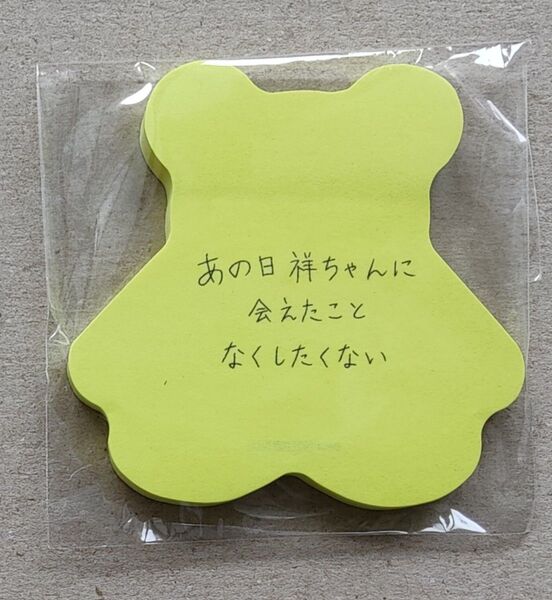 あの日祥ちゃんに
会えたこと
なくしたくない